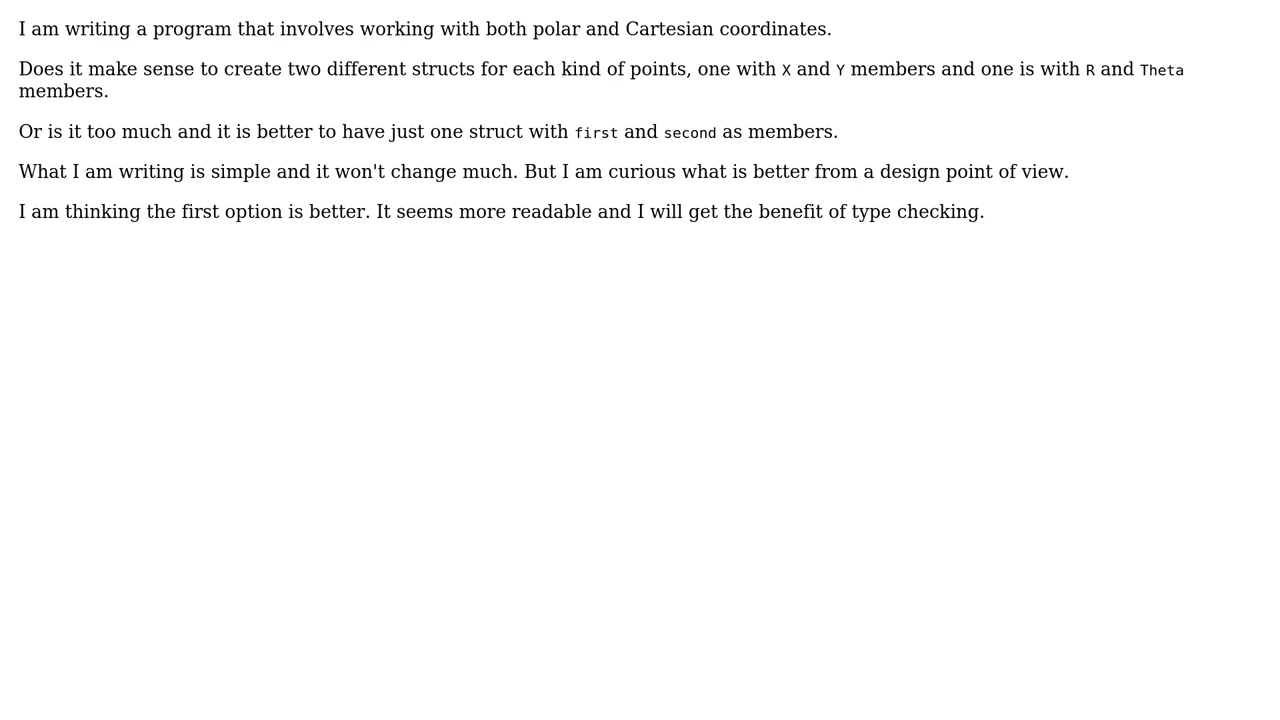 I am writing a program that involves working with both polar and Cartesian coordinates.
Does it make sense to create two different structs for each kind of points, one with X and Y members and one is with R and Theta
members.
Or is it too much and it is better to have just one struct with first and second as members.
What I am writing is simple and it won't change much. But I am curious what is better from a design point of view.
I am thinking the first option is better. It seems more readable and I will get the benefit of type checking.